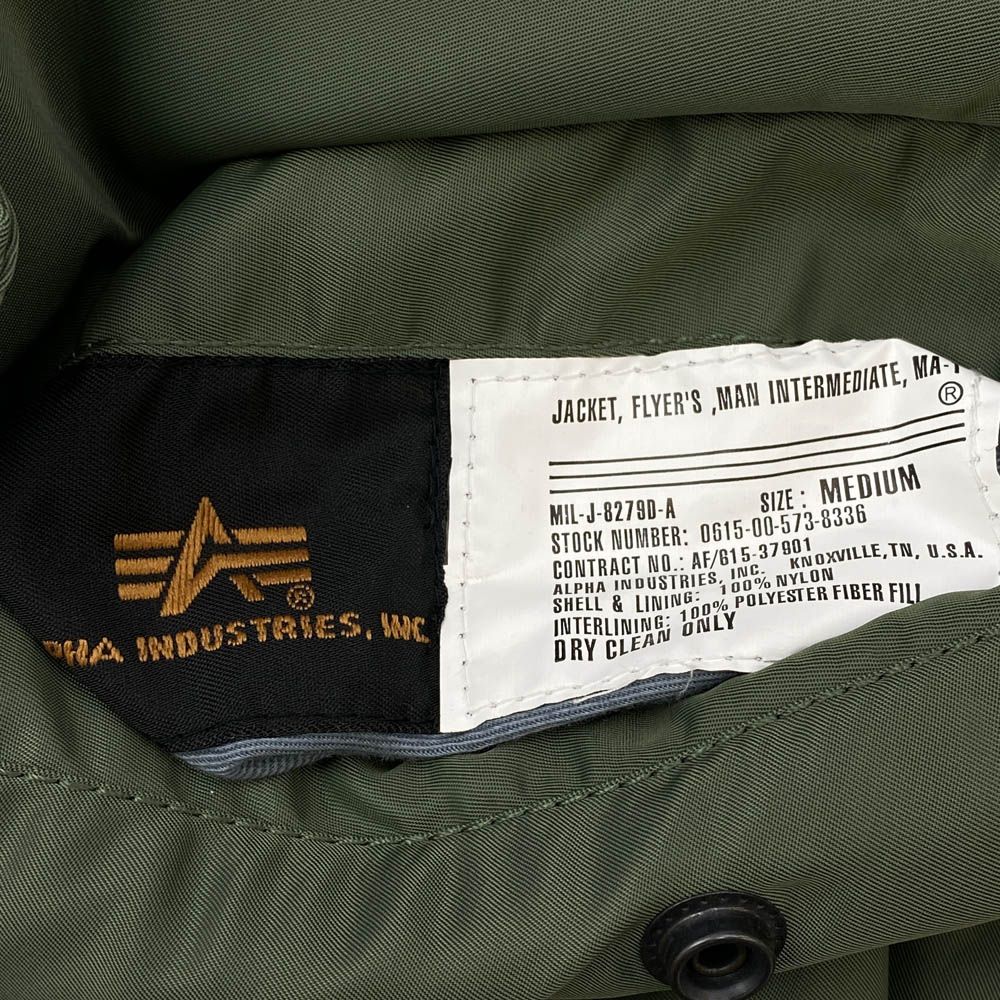 PHA INDUSTRIES, INC
®
JACKET, FLYER'S ,MAN INTERMEDIATE, MA-1
®
MIL-J-8279D-A SIZE : MEDIUM
STOCK NUMBER: 0615-00-573-8336
CONTRACT NO.: AF/615-37901
ALPHA INDUSTRIES, INC. KNOXVILLE, TN, U.S.A.
SHELL & LINING: 100% NYLON
INTERLINING: 100% POLYESTER FIBER FILL
DRY CLEAN ONLY